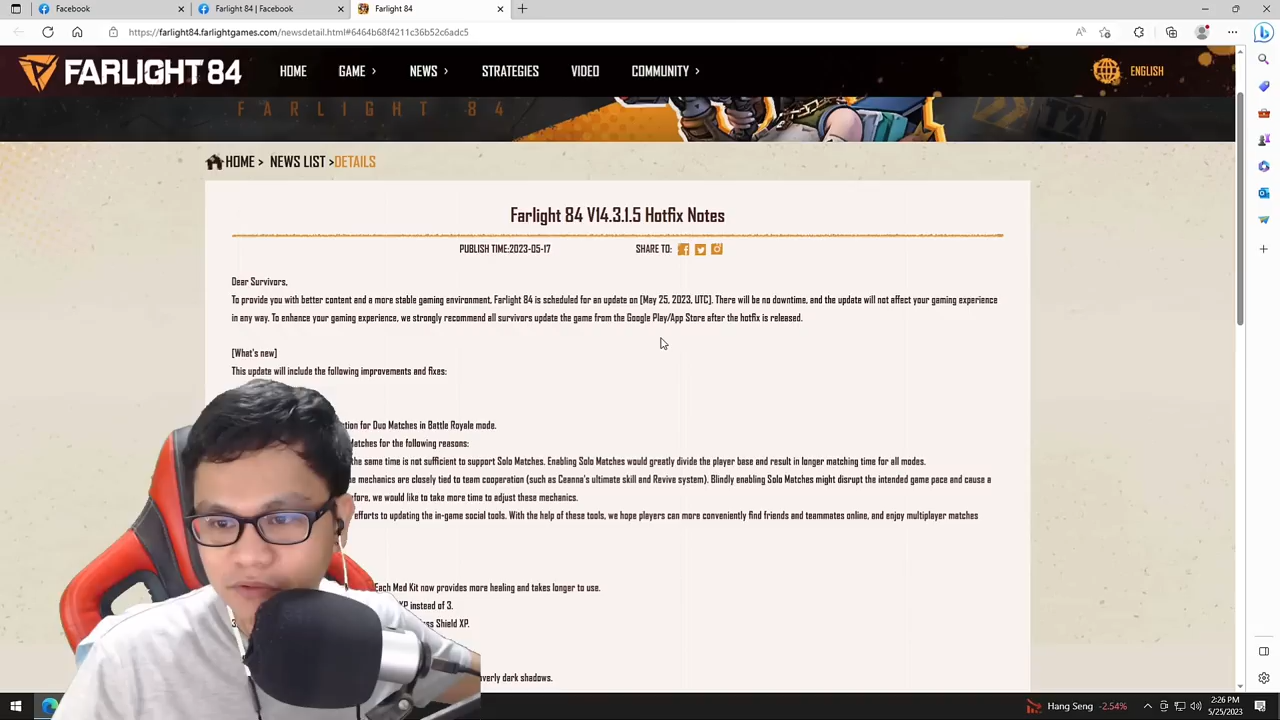 Facebook
(2) Facebook | Facebook
Farlight 84
https://farlight84.farlightgames.com/newsdetail.html#6464b68f4211c36b52c6adc5
FARLIGHT 84
HOME
GAME
NEWS
STRATEGIES
VIDEO
COMMUNITY
ENGLISH
FARLIGHT 84
HOME > NEWS LIST >DETAILS
Farlight 84 V14.3.1.5 Hotfix Notes
PUBLISH TIME:2023-05-17
SHARE TO:
Dear Survivors,
To provide you with better content and a more stable gaming environment, Farlight 84 is scheduled for an update on [May 25, 2023, UTC]. There will be no downtime, and the update will not affect your gaming experience
in any way. To enhance your gaming experience, we strongly recommend all survivors update the game from the Google Play/App Store after the hotfix is released.
[What's new]
This update will include the following improvements and fixes:
tion for Duo Matches in Battle Royale mode.
Matches for the following reasons:
the same time is not sufficient to support Solo Matches. Enabling Solo Matches would greatly divide the player base and result in longer matching time for all modes.
e mechanics are closely tied to team cooperation (such as Ceanna's ultimate skill and Revive system). Blindly enabling Solo Matches might disrupt the intended game pace and cause a
efore, we would like to take more time to adjust these mechanics.
efforts to updating the in-game social tools. With the help of these tools, we hope players can more conveniently find friends and teammates online, and enjoy multiplayer matches
Each Med Kit now provides more healing and takes longer to use.
XP instead of 3.
3.
ss Shield XP.
verly dark shadows.
Hang Seng -2.54%
2:26 PM
5/25/2023